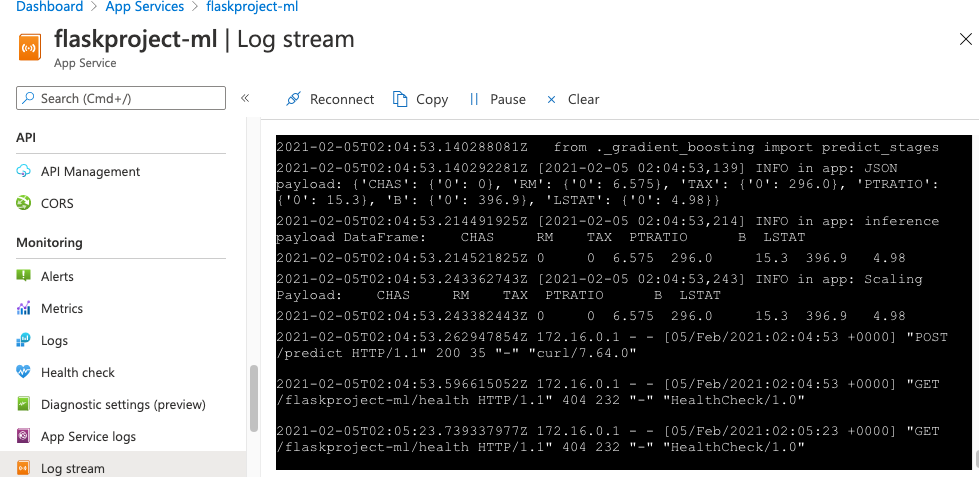 Dashboard > App Services > flaskproject-ml
flaskproject-ml | Log stream
App Service
Search (Cmd+/)
«
Reconnect Copy Pause Clear
API
API Management
CORS
Monitoring
Alerts
Metrics
Logs
Health check
Diagnostic settings (preview)
App Service logs
Log stream
2021-02-05T02:04:53.140288081Z   from ._gradient_boosting import predict_stages
2021-02-05T02:04:53.140292281Z [2021-02-05 02:04:53,139] INFO in app: JSON
payload: {'CHAS': {'0': 0}, 'RM': {'0': 6.575}, 'TAX': {'0': 296.0}, 'PTRATIO':
{'0': 15.3}, 'B': {'0': 396.9}, 'LSTAT': {'0': 4.98}}
2021-02-05T02:04:53.214491925Z [2021-02-05 02:04:53,214] INFO in app: inference
payload DataFrame:    CHAS     RM    TAX  PTRATIO      B  LSTAT
2021-02-05T02:04:53.214521825Z 0     0  6.575  296.0     15.3  396.9   4.98
2021-02-05T02:04:53.243362743Z [2021-02-05 02:04:53,243] INFO in app: Scaling
Payload:    CHAS     RM    TAX  PTRATIO      B  LSTAT
2021-02-05T02:04:53.243382443Z 0     0  6.575  296.0     15.3  396.9   4.98
2021-02-05T02:04:53.262947854Z 172.16.0.1 - - [05/Feb/2021:02:04:53 +0000] "POST
/predict HTTP/1.1" 200 35 "-" "curl/7.64.0"
2021-02-05T02:04:53.596615052Z 172.16.0.1 - - [05/Feb/2021:02:04:53 +0000] "GET
/flaskproject-ml/health HTTP/1.1" 404 232 "-" "HealthCheck/1.0"
2021-02-05T02:05:23.739337977Z 172.16.0.1 - - [05/Feb/2021:02:05:23 +0000] "GET
/flaskproject-ml/health HTTP/1.1" 404 232 "-" "HealthCheck/1.0"